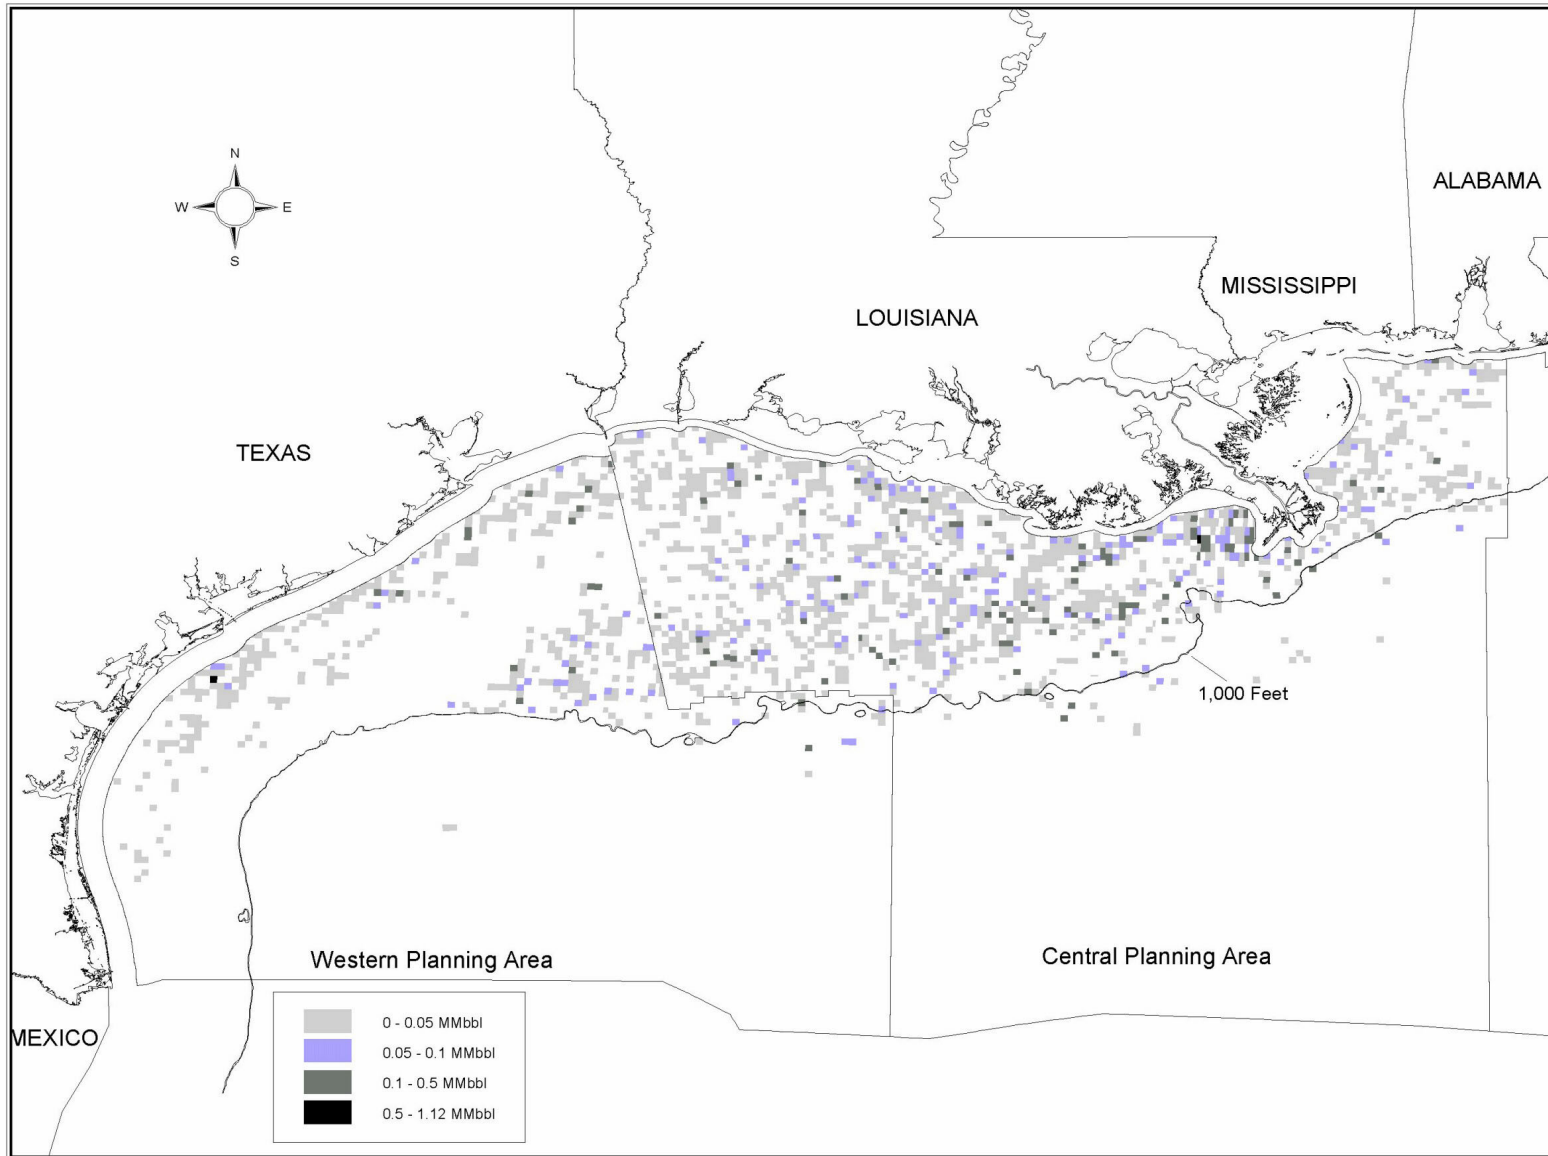 N
W E
S
ALABAMA
MISSISSIPPI
LOUISIANA
TEXAS
1,000 Feet
Western Planning Area
Central Planning Area
MEXICO
0 - 0.05 MMbbl
0.05 - 0.1 MMbbl
0.1 - 0.5 MMbbl
0.5 - 1.12 MMbbl